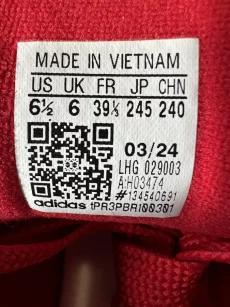 MADE IN VIETNAM
US UK FR JP CHN
6½ 6 39⅓ 245 240
03/24
LHG 029003
A:H03474
#134540691
adidas tPR3PBRI00301